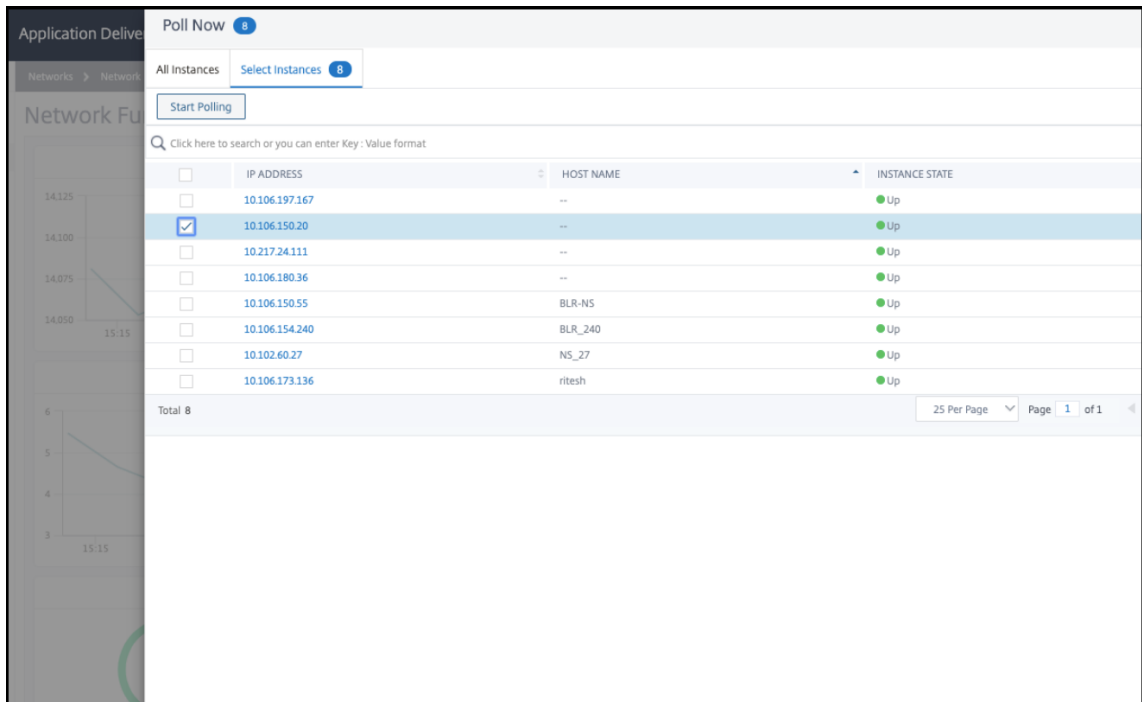 Application Delive
Poll Now 8
Networks > Network
All Instances Select Instances 8
Network Fu
Start Polling
Click here to search or you can enter Key : Value format
IP ADDRESS HOST NAME INSTANCE STATE
10.106.197.167 -- Up
10.106.150.20 -- Up
10.217.24.111 -- Up
10.106.180.36 -- Up
10.106.150.55 BLR-NS Up
10.106.154.240 BLR_240 Up
10.102.60.27 NS_27 Up
10.106.173.136 ritesh Up
Total 8 25 Per Page Page 1 of 1
14,125
14,100
14,075
14,050
15:15
6
5
4
3
15:15